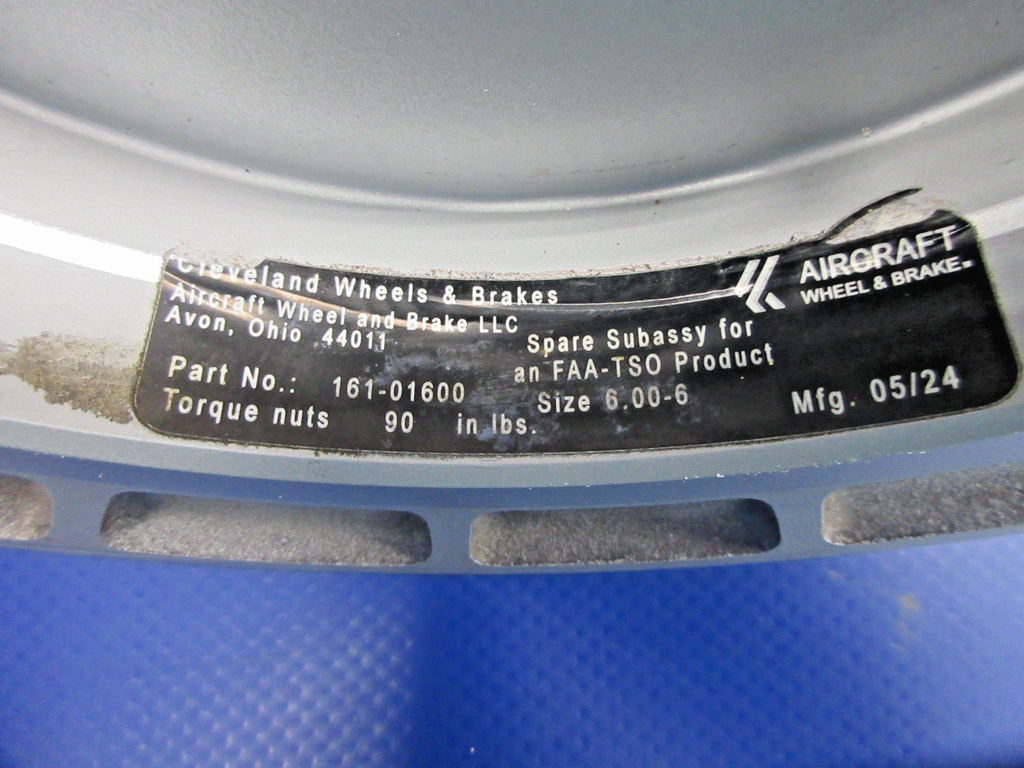 Cleveland Wheels & Brakes
Aircraft Wheel and Brake LLC
Avon, Ohio 44011
Part No.: 161-01600
Torque nuts 90 in lbs.
Spare Subassy for
an FAA-TSO Product
Size 6.00-6
AIRCRAFT
WHEEL & BRAKE
Mfg. 05/24